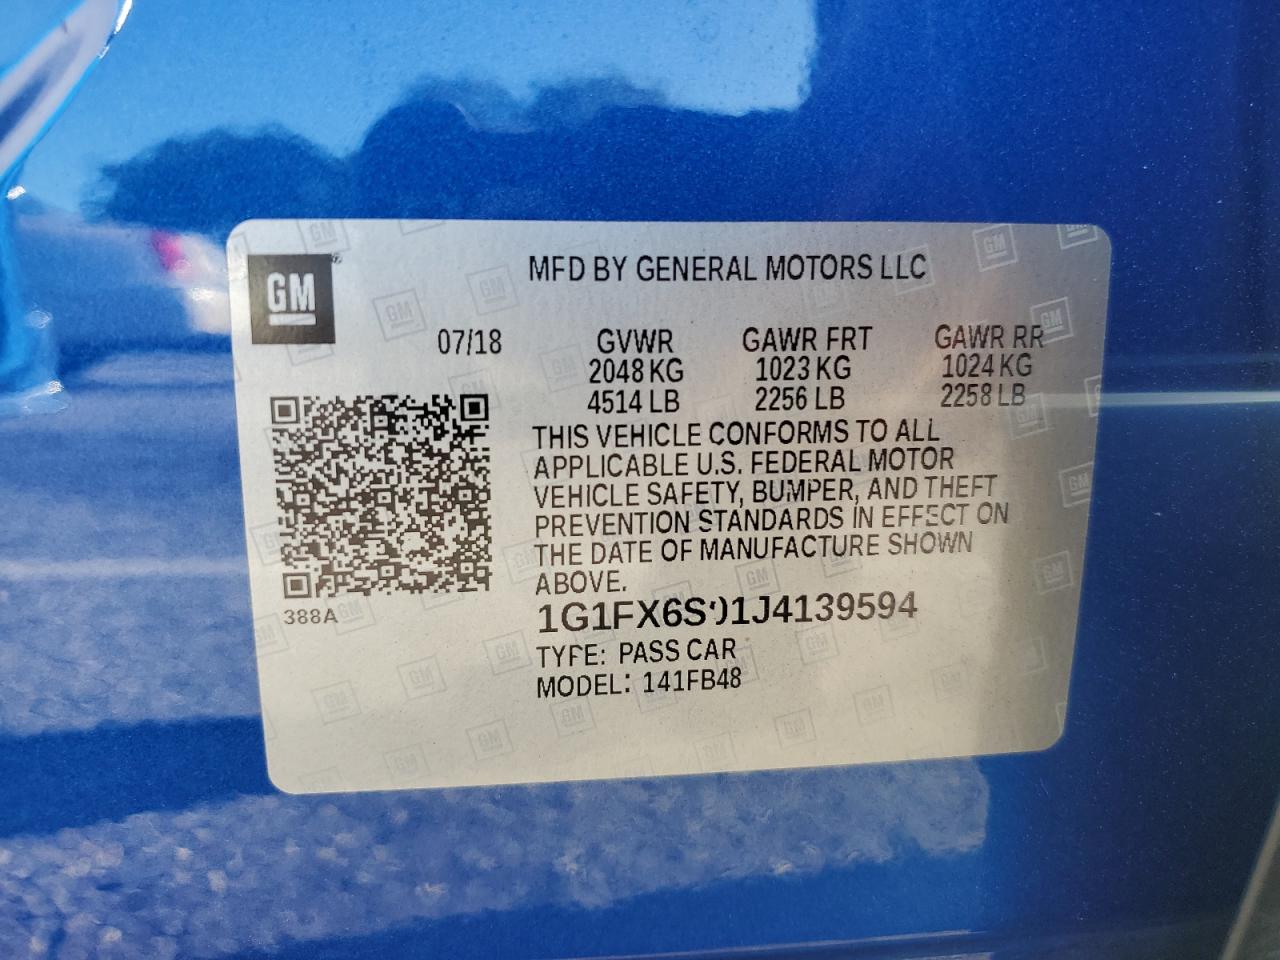 GM
MFD BY GENERAL MOTORS LLC
07/18 GVWR GAWR FRT GAWR RR
2048 KG 1023 KG 1024 KG
4514 LB 2256 LB 2258 LB
THIS VEHICLE CONFORMS TO ALL
APPLICABLE U.S. FEDERAL MOTOR
VEHICLE SAFETY, BUMPER, AND THEFT
PREVENTION STANDARDS IN EFFECT ON
THE DATE OF MANUFACTURE SHOWN
ABOVE.
388A
1G1FX6S01J4139594
TYPE: PASS CAR
MODEL: 141FB48